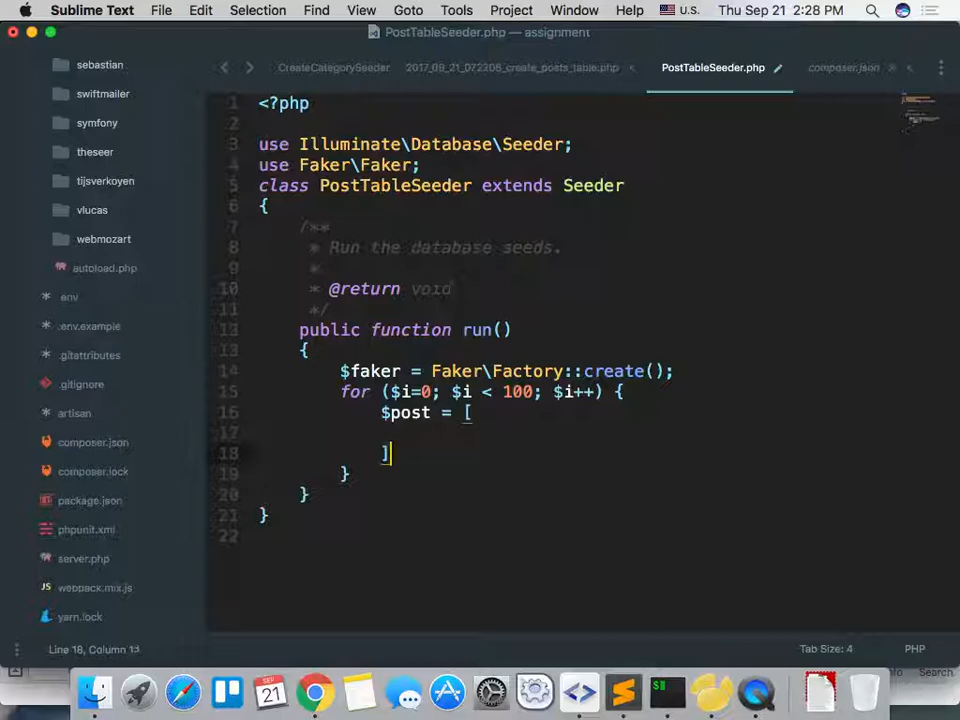 Sublime Text File Edit Selection Find View Goto Tools Project Window Help U.S. Thu Sep 21 2:28 PM
PostTableSeeder.php — assignment
CreateCategorySeeder 2017_09_21_072206_create_posts_table.php PostTableSeeder.php composer.json
sebastian
swiftmailer
symfony
theseer
tijsverkoyen
vlucas
webmozart
autoload.php
.env
.env.example
.gitattributes
.gitignore
artisan
composer.json
composer.lock
package.json
phpunit.xml
server.php
webpack.mix.js
yarn.lock
1 <?php
2
3 use Illuminate\Database\Seeder;
4 use Faker\Faker;
5 class PostTableSeeder extends Seeder
6 {
7 /**
8 * Run the database seeds.
9 *
10 * @return void
11 */
12 public function run()
13 {
14 $faker = Faker\Factory::create();
15 for ($i=0; $i < 100; $i++) {
16 $post = [
17
18 ]
19 }
20 }
21 }
22
Line 18, Column 13 Tab Size: 4 PHP
Search
SEP
21